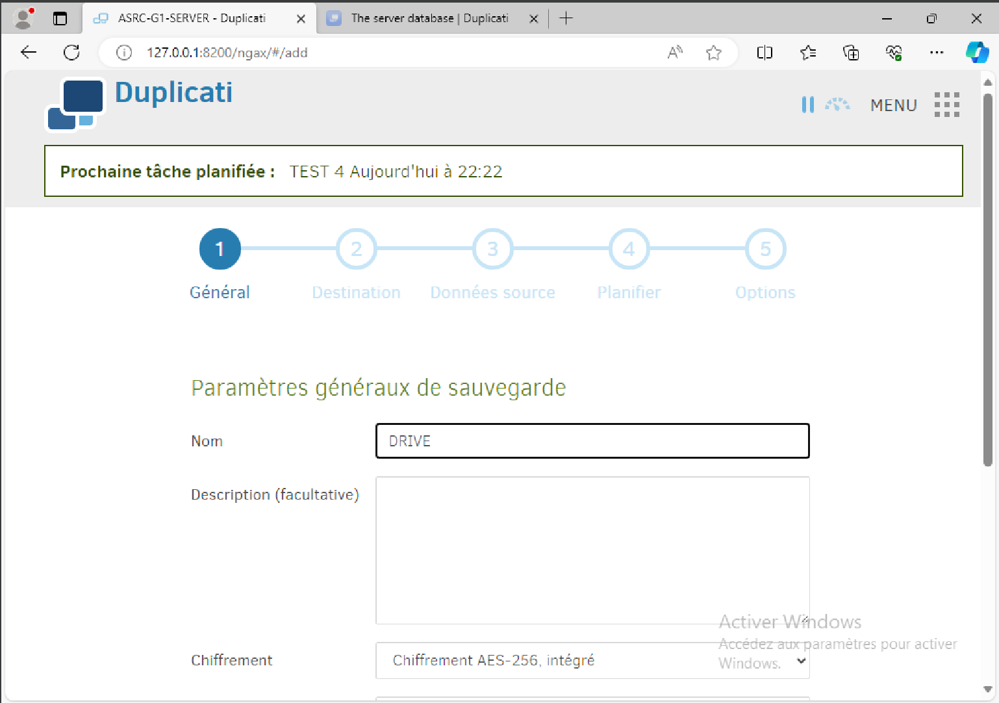 ASRC-G1-SERVER - Duplicati
The server database | Duplicati
127.0.0.1:8200/ngax/#/add
Duplicati
MENU
Prochaine tâche planifiée : TEST 4 Aujourd'hui à 22:22
1 2 3 4 5
Général Destination Données source Planifier Options
Paramètres généraux de sauvegarde
Nom DRIVE
Description (facultative)
Chiffrement Chiffrement AES-256, intégré
Activer Windows
Accédez aux paramètres pour activer
Windows.